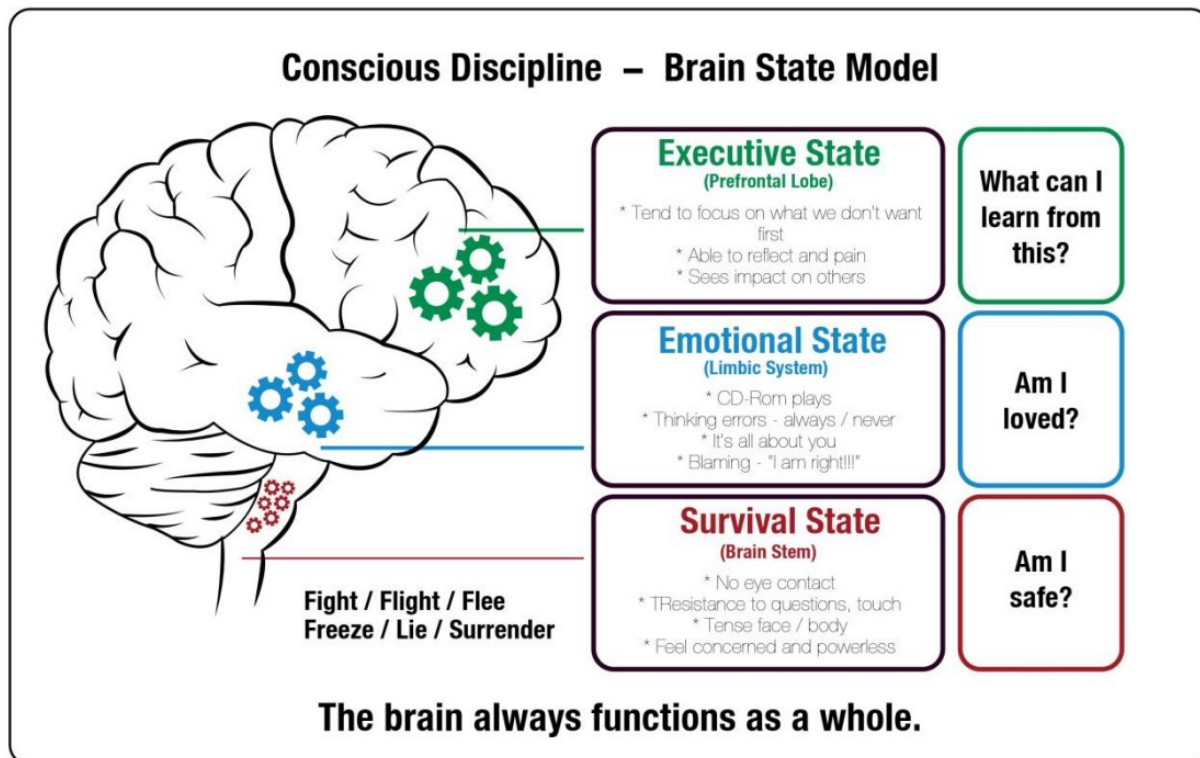 Conscious Discipline – Brain State Model
Executive State
(Prefrontal Lobe)
* Tend to focus on what we don't want
first
* Able to reflect and pain
* Sees impact on others
What can I
learn from
this?
Emotional State
(Limbic System)
* CD-Rom plays
* Thinking errors - always / never
* It's all about you
* Blaming - "I am right!!!"
Am I
loved?
Survival State
(Brain Stem)
* No eye contact
* TResistance to questions, touch
* Tense face / body
* Feel concerned and powerless
Am I
safe?
Fight / Flight / Flee
Freeze / Lie / Surrender
The brain always functions as a whole.